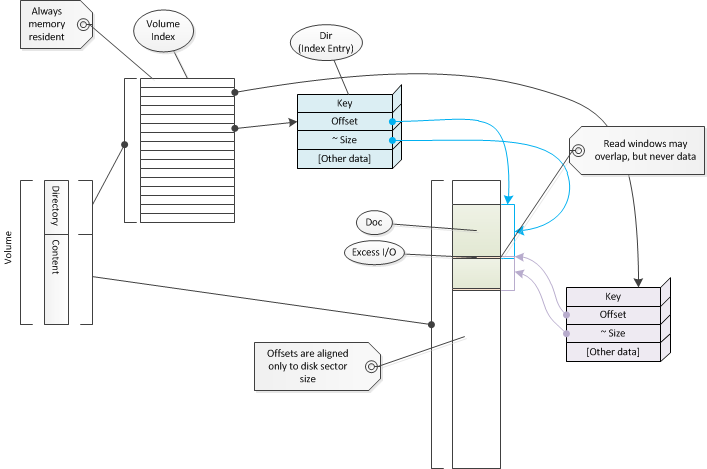 Always
memory
resident
Volume
Index
Dir
(Index Entry)
Key
Offset
~ Size
[Other data]
Read windows may
overlap, but never data
Volume
Directory
Content
Doc
Excess I/O
Key
Offset
~ Size
[Other data]
Offsets are aligned
only to disk sector
size